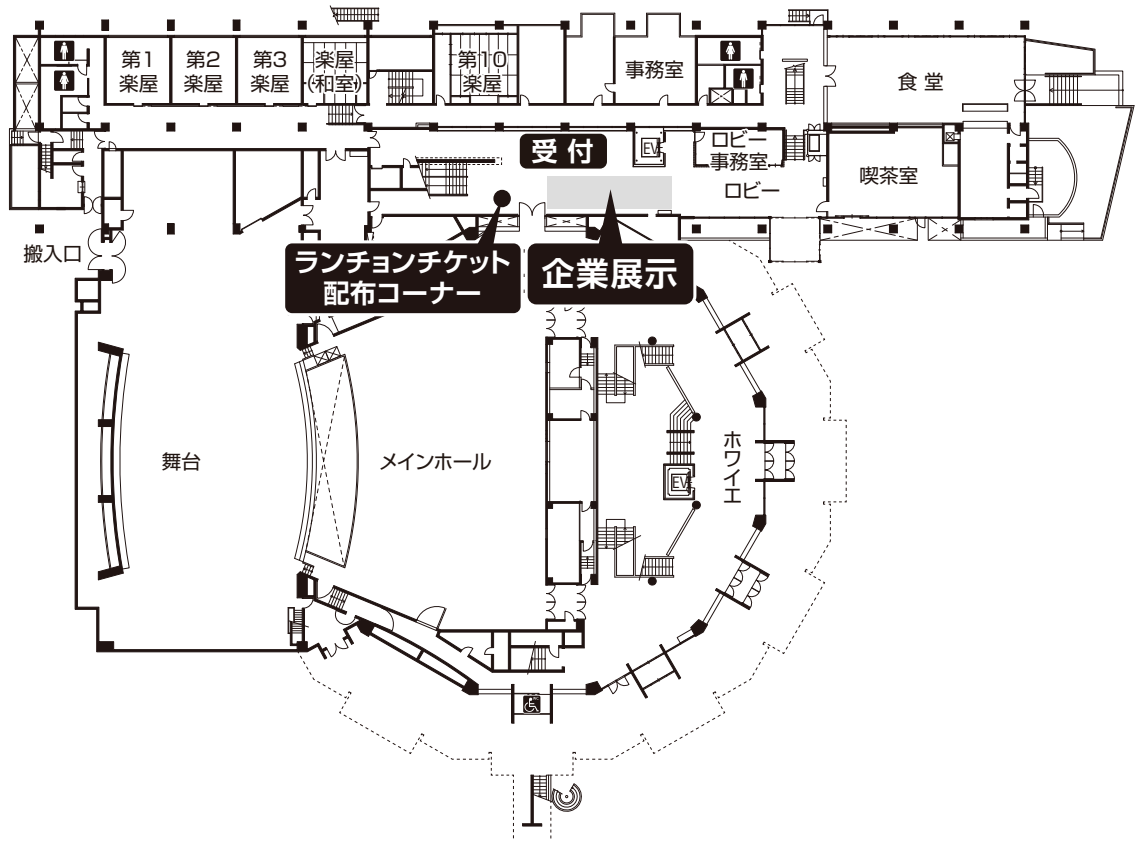 第1
楽屋
第2
楽屋
第3
楽屋
楽屋
(和室)
第10
楽屋
事務室
食堂
受付
EV
ロビー
事務室
ロビー
喫茶室
搬入口
ランチョンチケット
配布コーナー
企業展示
舞台
メインホール
ホワイエ
EV